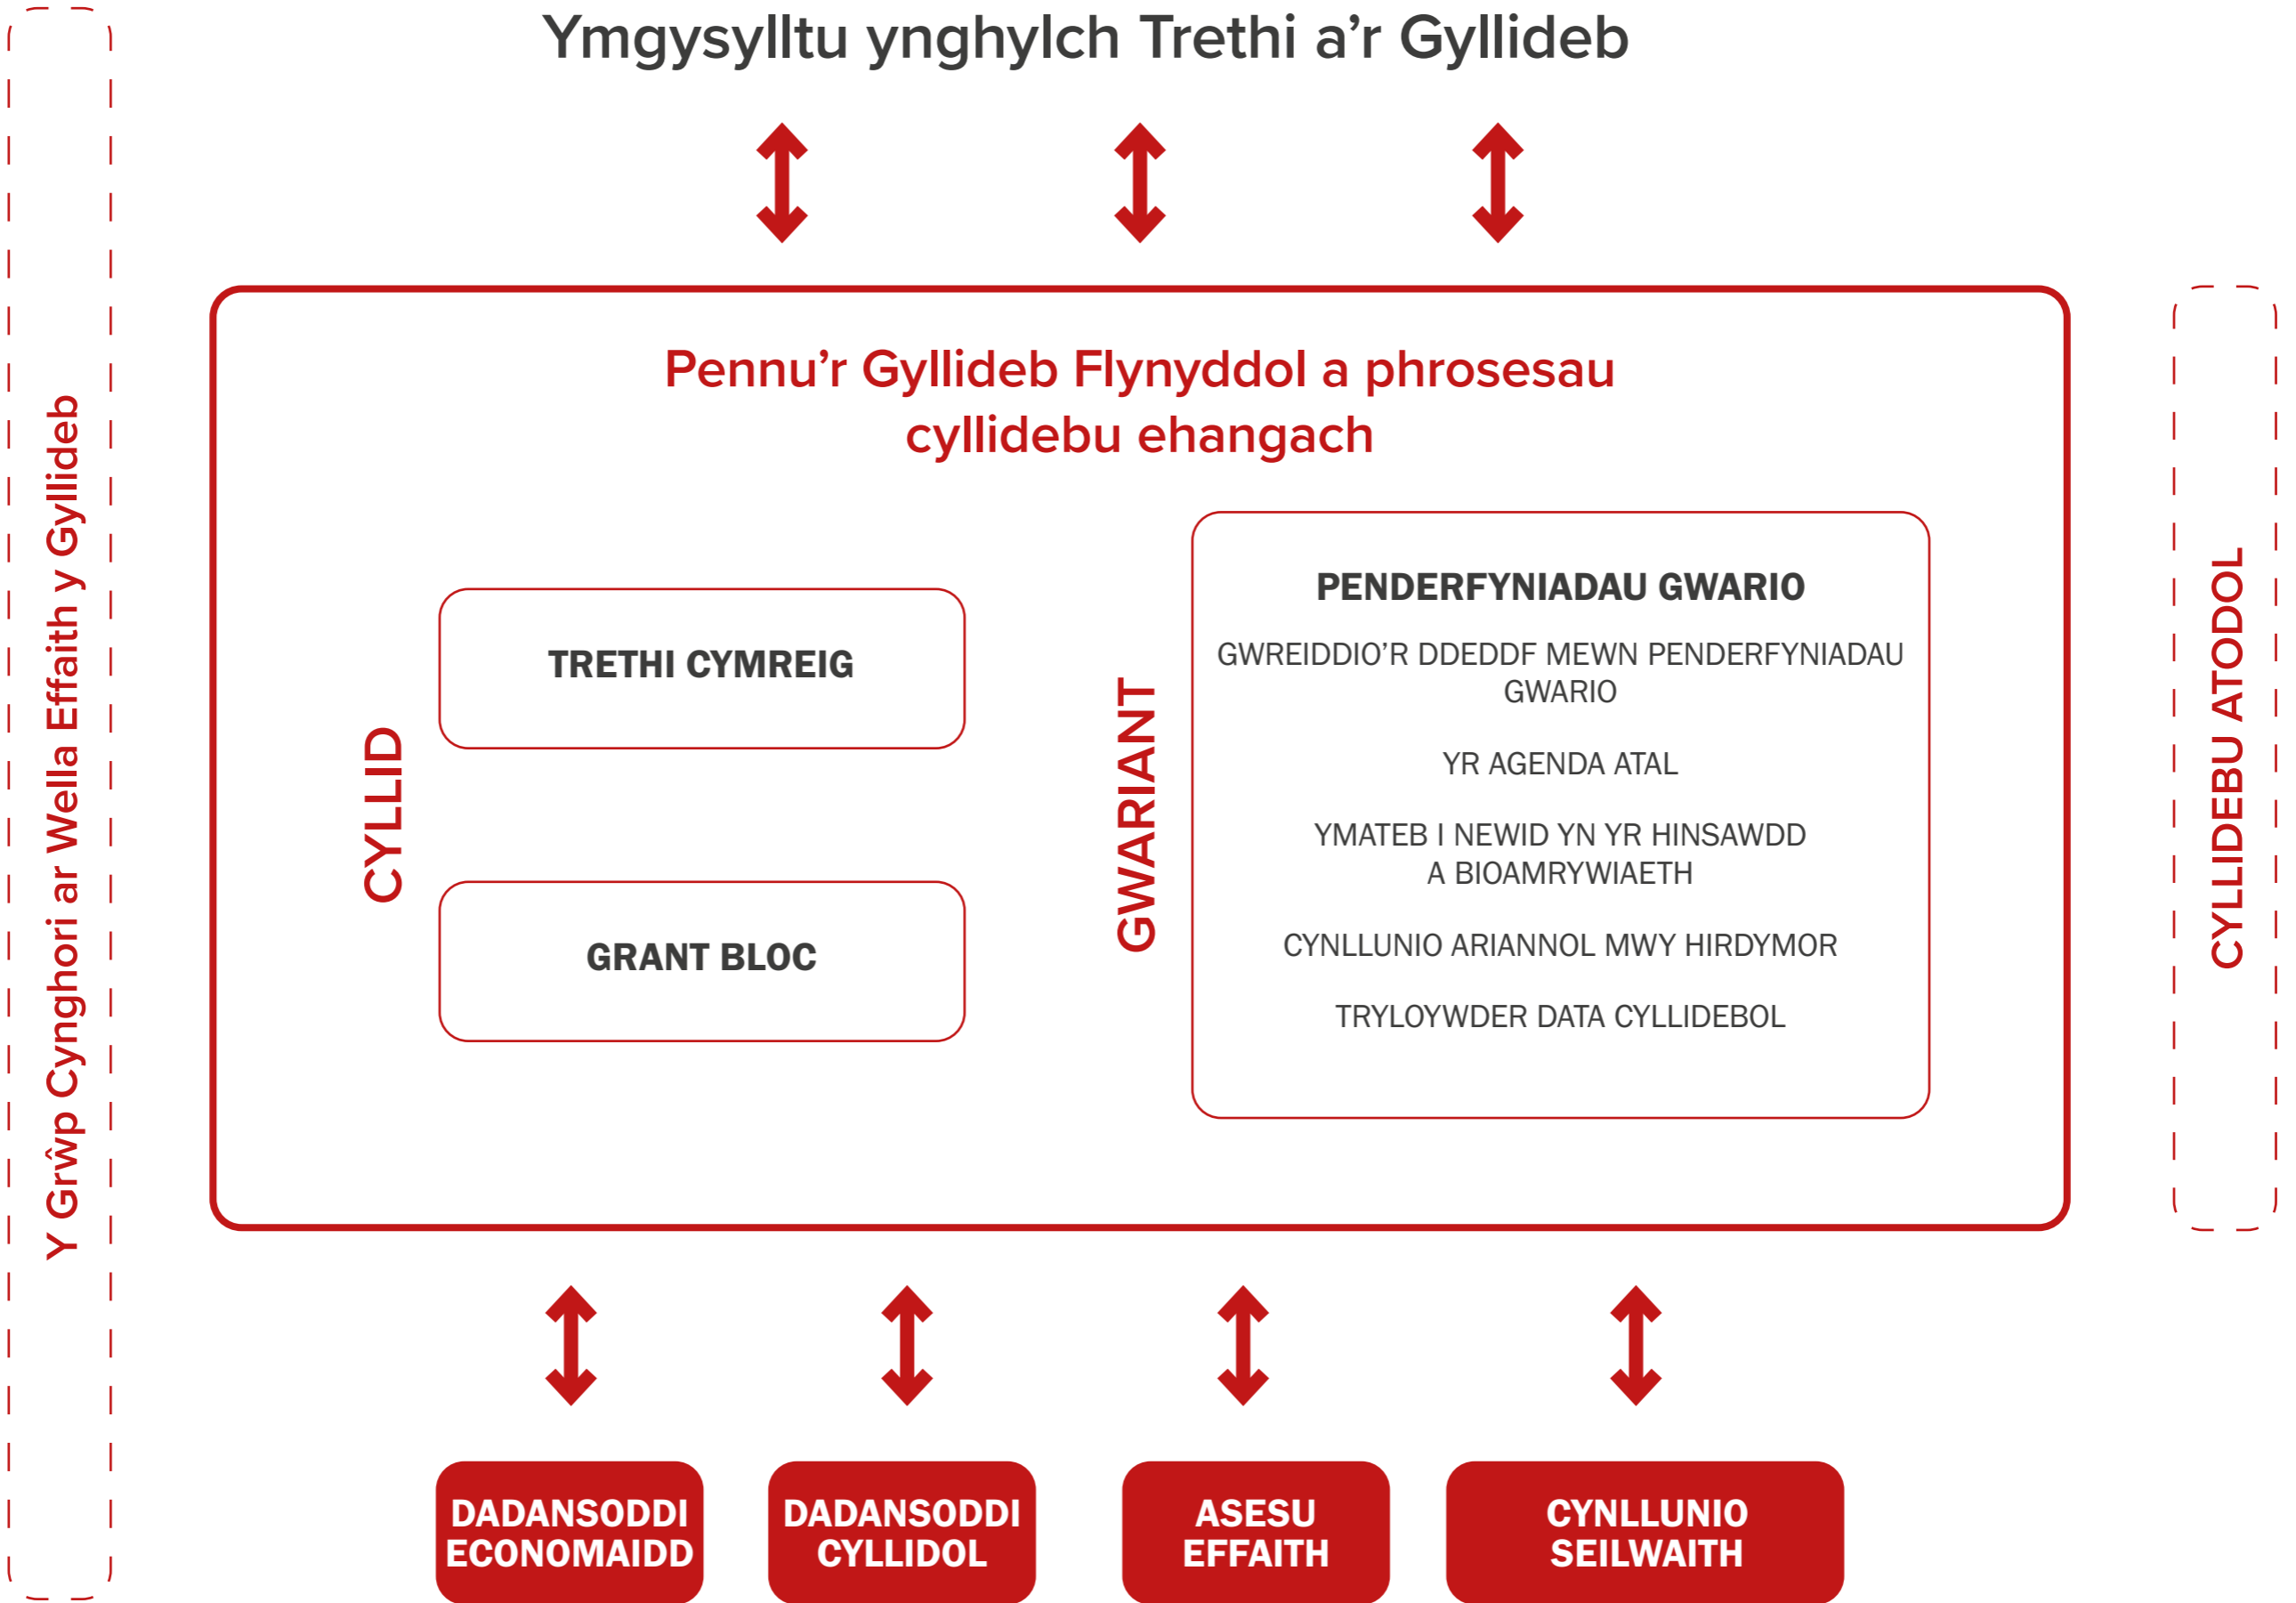 Ymgysylltu ynghylch Trethi a’r Gyllideb
Y Grŵp Cynghori ar Wella Effaith y Gyllideb
Pennu’r Gyllideb Flynyddol a phrosesau
cyllidebu ehangach
CYLLID
TRETHI CYMREIG
GRANT BLOC
GWARIANT
PENDERFYNIADAU GWARIO
GWREIDDIO’R DDEDDF MEWN PENDERFYNIADAU
GWARIO
YR AGENDA ATAL
YMATEB I NEWID YN YR HINSAWDD
A BIOAMRYWIAETH
CYNLLUNIO ARIANNOL MWY HIRDYMOR
TRYLOYWDER DATA CYLLIDEBOL
CYLLIDEBU ATODOL
DADANSODDI
ECONOMAIDD
DADANSODDI
CYLLIDOL
ASESU
EFFAITH
CYNLLUNIO
SEILWAITH